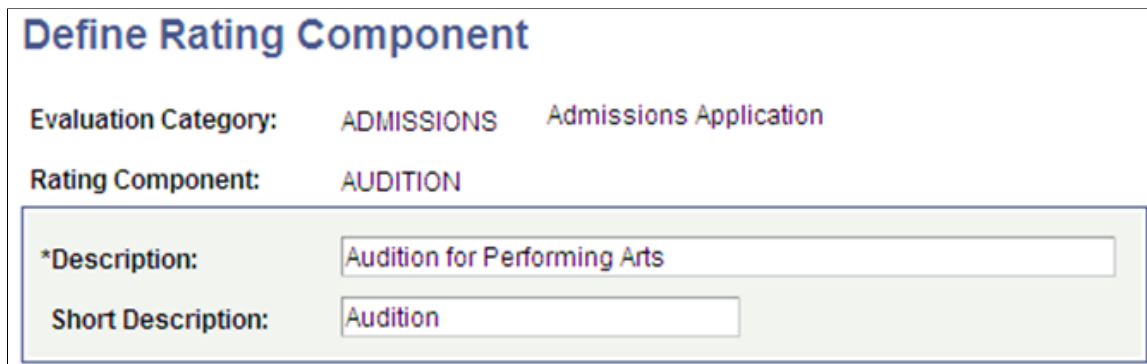 Define Rating Component
Evaluation Category: ADMISSIONS Admissions Application
Rating Component: AUDITION
*Description: Audition for Performing Arts
Short Description: Audition